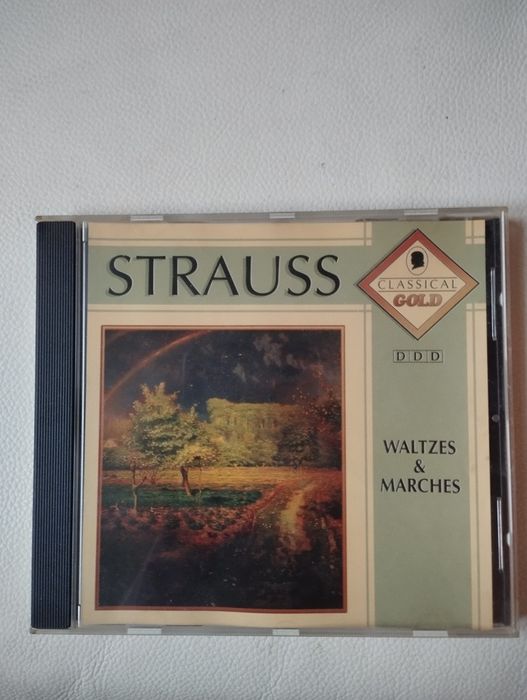 STRAUSS
CLASSICAL
GOLD
DDD
WALTZES
&
MARCHES